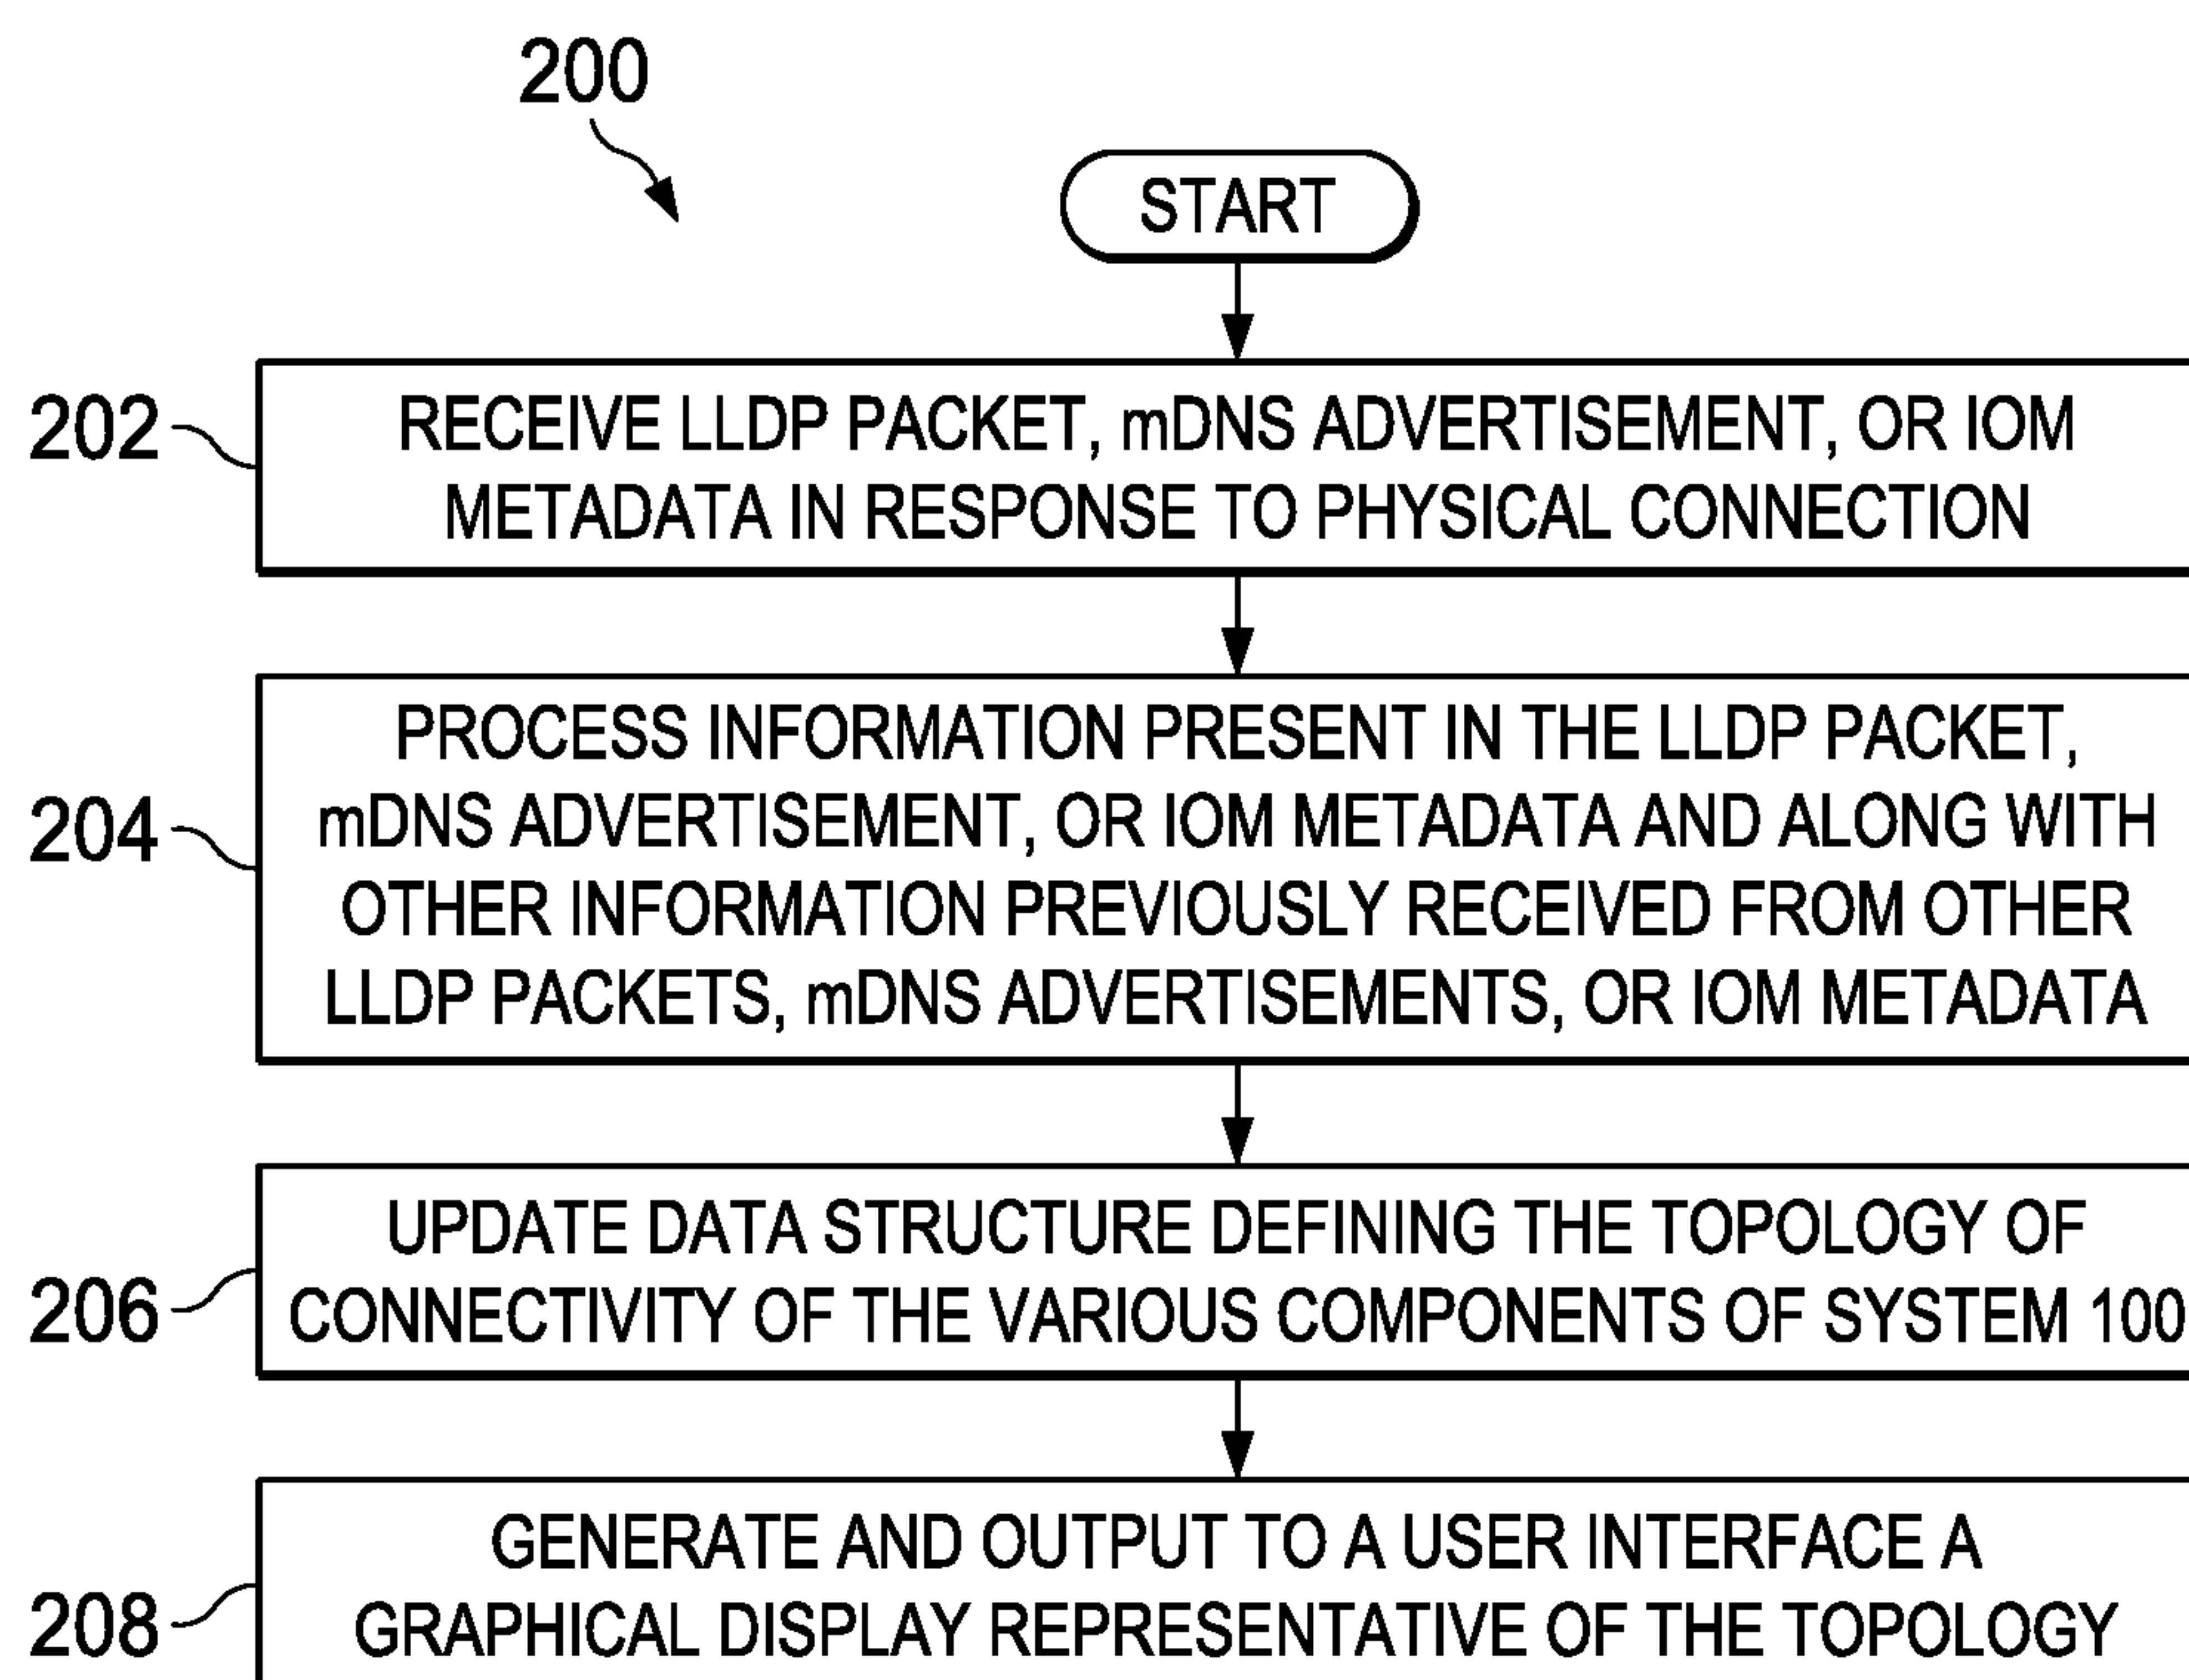 200
START
202
RECEIVE LLDP PACKET, mDNS ADVERTISEMENT, OR IOM
METADATA IN RESPONSE TO PHYSICAL CONNECTION
PROCESS INFORMATION PRESENT IN THE LLDP PACKET,
204
mDNS ADVERTISEMENT, OR IOM METADATA AND ALONG WITH
OTHER INFORMATION PREVIOUSLY RECEIVED FROM OTHER
LLDP PACKETS, mDNS ADVERTISEMENTS, OR IOM METADATA
UPDATE DATA STRUCTURE DEFINING THE TOPOLOGY OF
206
CONNECTIVITY OF THE VARIOUS COMPONENTS OF SYSTEM 100
GENERATE AND OUTPUT TO A USER INTERFACE A
208
GRAPHICAL DISPLAY REPRESENTATIVE OF THE TOPOLOGY